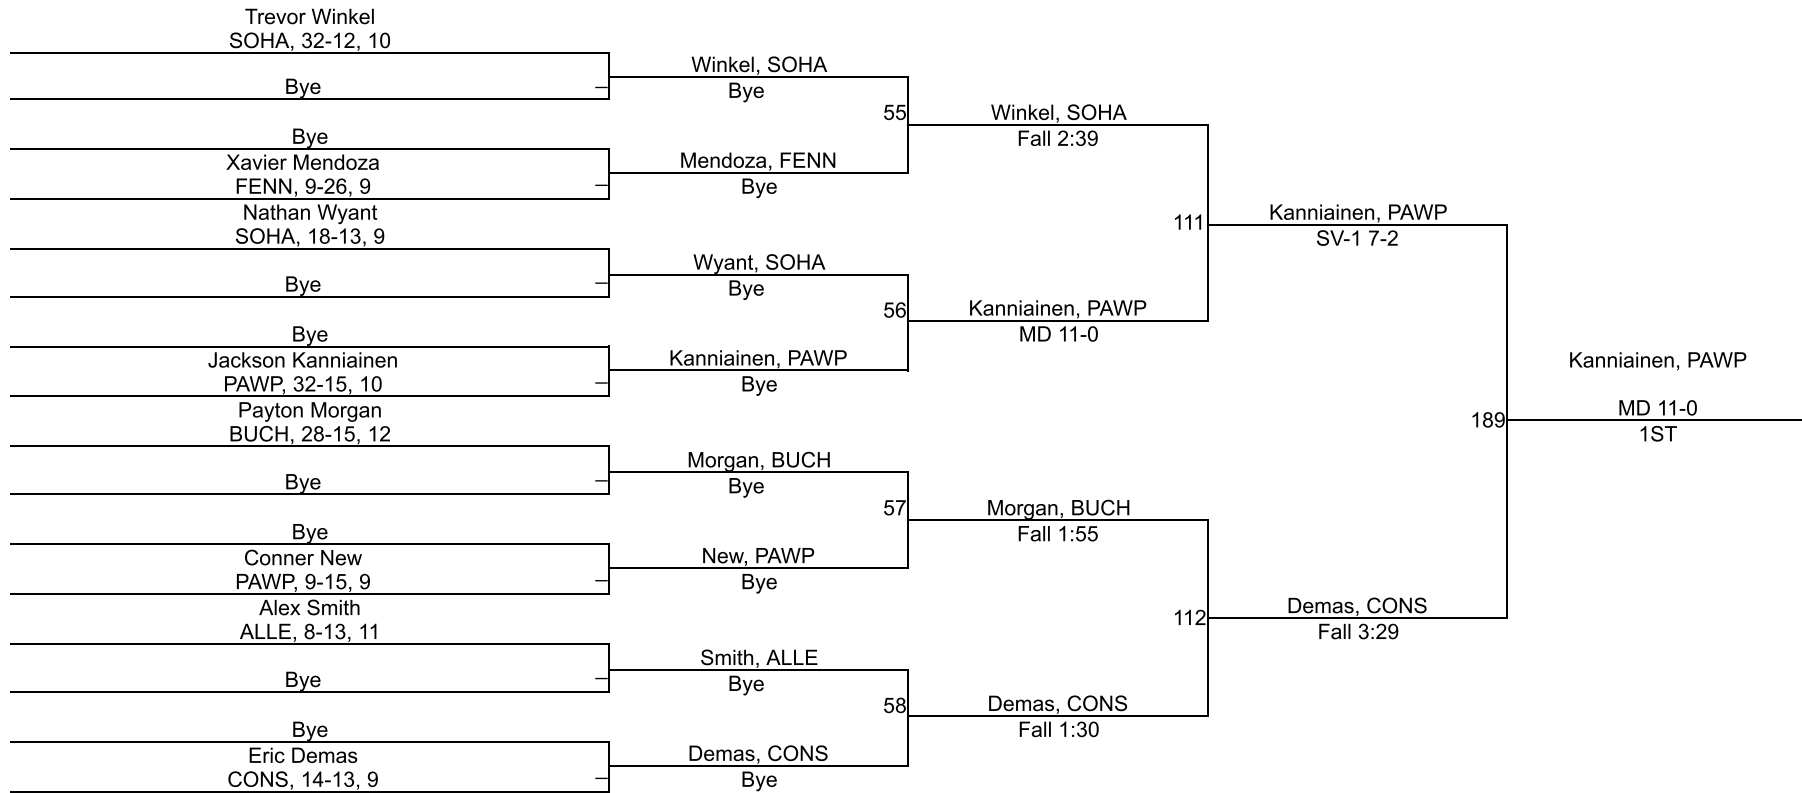 Trevor Winkel
SOHA, 32-12, 10
Bye
Bye
Xavier Mendoza
FENN, 9-26, 9
Nathan Wyant
SOHA, 18-13, 9
Bye
Bye
Jackson Kanniainen
PAWP, 32-15, 10
Payton Morgan
BUCH, 28-15, 12
Bye
Bye
Conner New
PAWP, 9-15, 9
Alex Smith
ALLE, 8-13, 11
Bye
Bye
Eric Demas
CONS, 14-13, 9
Winkel, SOHA
Bye
55
Mendoza, FENN
Bye
Wyant, SOHA
Bye
56
Kanniainen, PAWP
Bye
Morgan, BUCH
Bye
57
New, PAWP
Bye
Smith, ALLE
Bye
58
Demas, CONS
Bye
Winkel, SOHA
Fall 2:39
111
Kanniainen, PAWP
MD 11-0
Morgan, BUCH
Fall 1:55
112
Demas, CONS
Fall 1:30
Kanniainen, PAWP
SV-1 7-2
189
Demas, CONS
Fall 3:29
Kanniainen, PAWP
MD 11-0
1ST